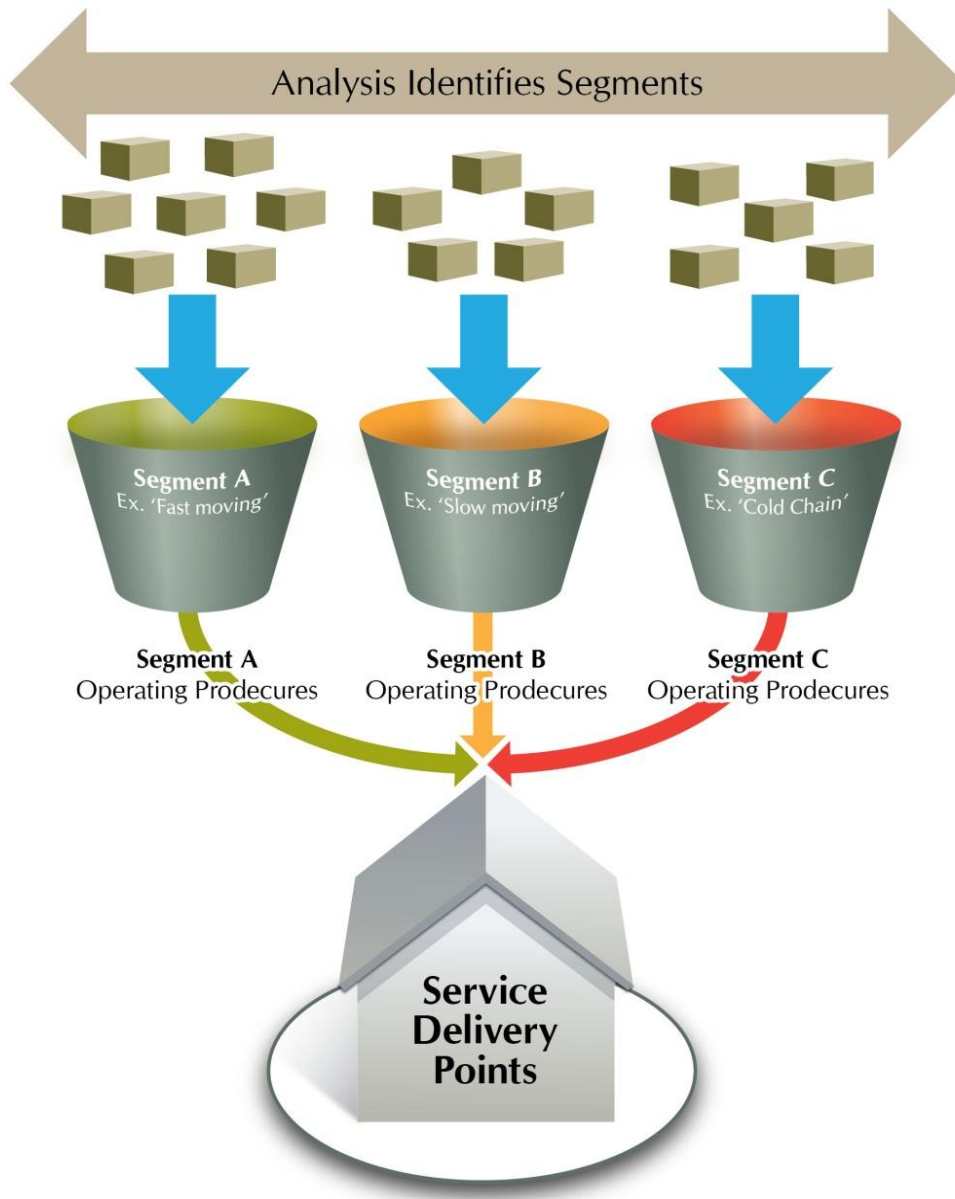 Analysis Identifies Segments
Segment A
Ex. ‘Fast moving’
Segment B
Ex. ‘Slow moving’
Segment C
Ex. ‘Cold Chain’
Segment A
Operating Prodecures
Segment B
Operating Prodecures
Segment C
Operating Prodecures
Service
Delivery
Points